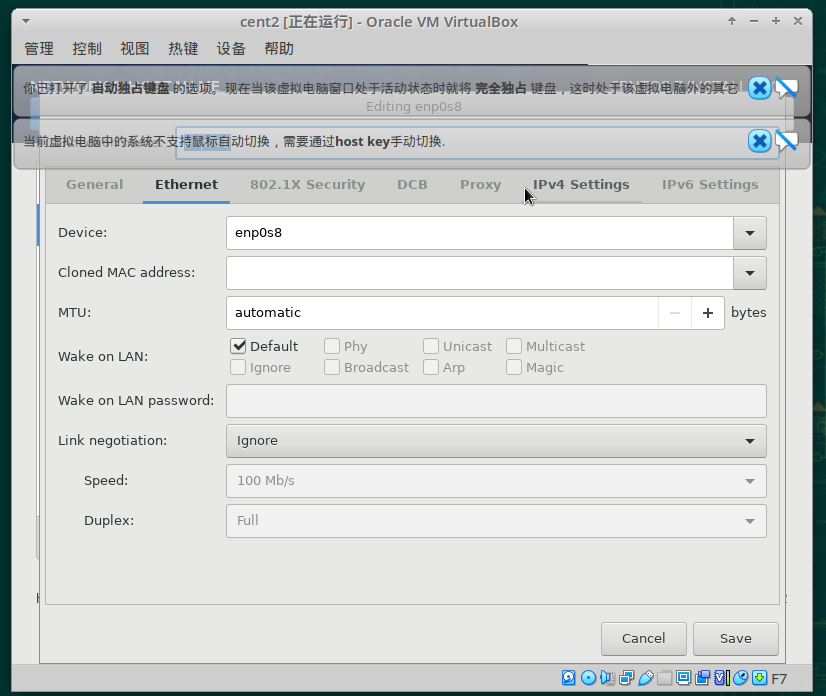 cent2 [正在运行] - Oracle VM VirtualBox
管理 控制 视图 热键 设备 帮助
你已打开了 自动独占键盘 的选项。现在当该虚拟电脑窗口处于活动状态时就将 完全独占 键盘，这时处于该虚拟电脑外的其它
Editing enp0s8
当前虚拟电脑中的系统不支持鼠标自动切换，需要通过host key手动切换.
General Ethernet 802.1X Security DCB Proxy IPv4 Settings IPv6 Settings
Device: enp0s8
Cloned MAC address:
MTU: automatic bytes
Wake on LAN: Default Phy Unicast Multicast
Ignore Broadcast Arp Magic
Wake on LAN password:
Link negotiation: Ignore
Speed: 100 Mb/s
Duplex: Full
Cancel Save
F7